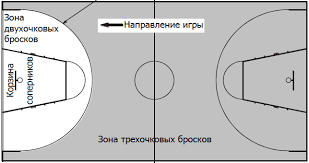 Зона
двухочковых
бросков
Направление игры
Корзина
соперников
Зона трехочковых бросков